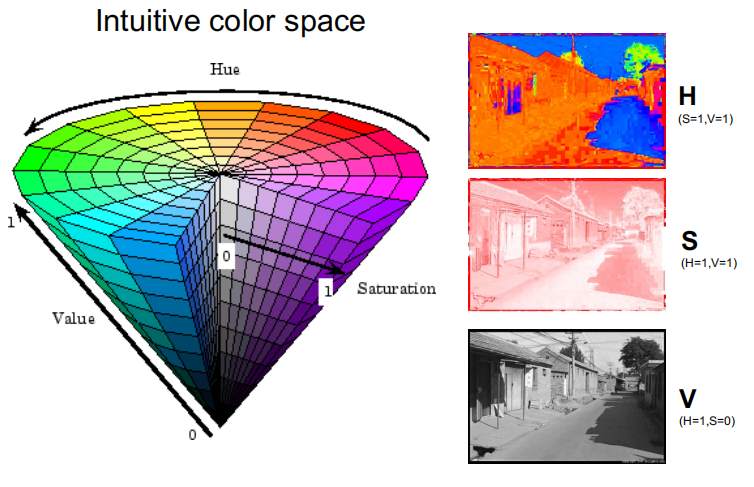 Intuitive color space
Hue
1
0
1
Saturation
Value
0
H
(S=1,V=1)
S
(H=1,V=1)
V
(H=1,S=0)